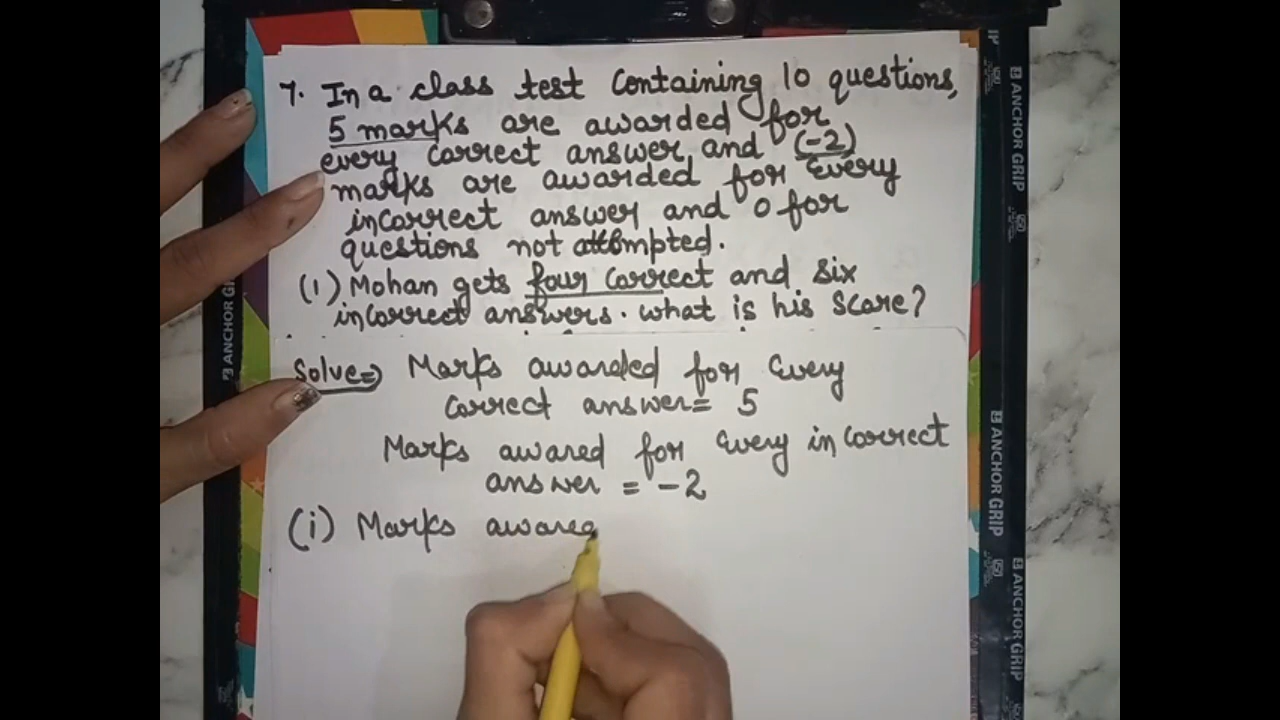 7. In a class test containing 10 questions,
5 marks are awarded for
every correct answer and (-2)
marks are awarded for every
incorrect answer and 0 for
questions not attempted.
(1) Mohan gets four correct and six
incorrect answers. what is his scare?
Solve⇒ Marks awarded for every
correct answer = 5
Marks awared for every incorrect
answer = -2
(i) Marks aware
ANCHOR GRIP
ANCHOR GRIP
ANCHOR GRIP
ANCHOR GRIP
ANCHOR GRIP